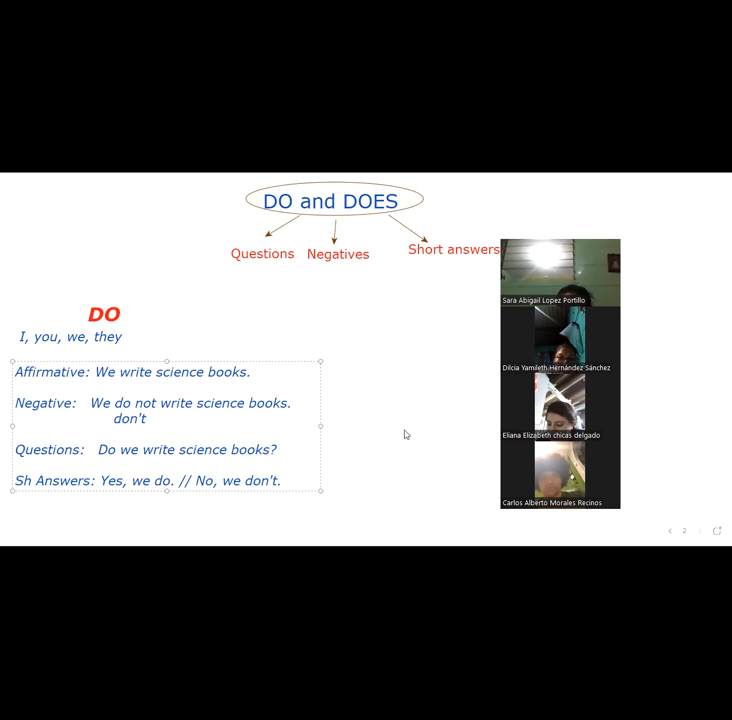 DO and DOES
Questions
Negatives
Short answers
DO
I, you, we, they
Affirmative: We write science books.
Negative: We do not write science books.
don't
Questions: Do we write science books?
Sh Answers: Yes, we do. // No, we don't.
Sara Abigail Lopez Portillo
Dilcia Yamileth Hernández Sánchez
Eliana Elizabeth chicas delgado
Carlos Alberto Morales Recinos
2